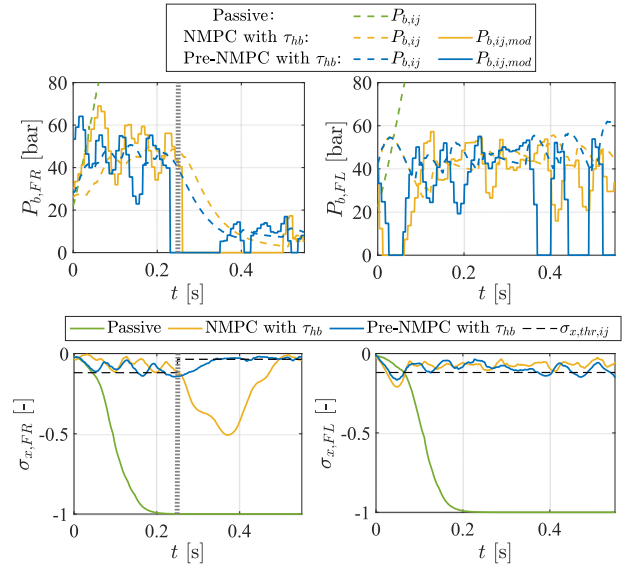 Passive: P_{b,ij}
NMPC with τ_{hb}: P_{b,ij} P_{b,ij,mod}
Pre-NMPC with τ_{hb}: P_{b,ij} P_{b,ij,mod}
80
60
40
20
0
P_{b,FR} [bar]
0 0.2 0.4
t [s]
80
60
40
20
0
P_{b,FL} [bar]
0 0.2 0.4
t [s]
Passive NMPC with τ_{hb} Pre-NMPC with τ_{hb} σ_{x,thr,ij}
0
-0.5
-1
σ_{x,FR} [-]
0 0.2 0.4
t [s]
0
-0.5
-1
σ_{x,FL} [-]
0 0.2 0.4
t [s]